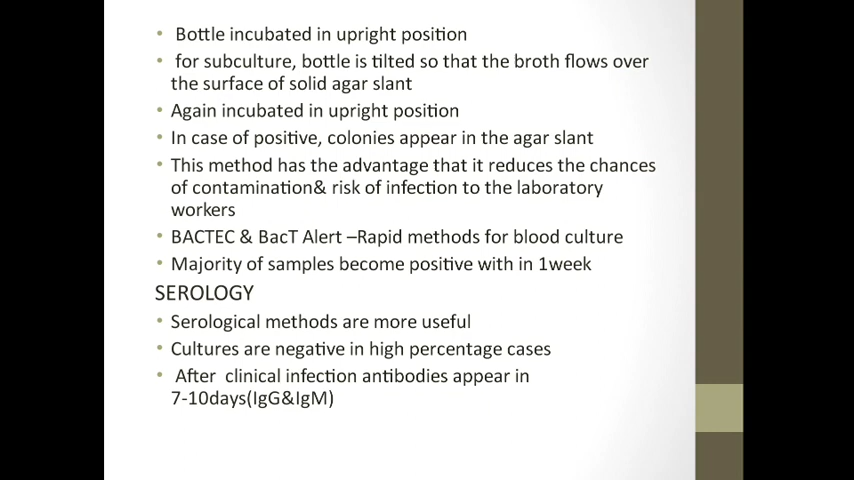 • Bottle incubated in upright position
• for subculture, bottle is tilted so that the broth flows over
the surface of solid agar slant
• Again incubated in upright position
• In case of positive, colonies appear in the agar slant
• This method has the advantage that it reduces the chances
of contamination& risk of infection to the laboratory
workers
• BACTEC & BacT Alert –Rapid methods for blood culture
• Majority of samples become positive with in 1week
SEROLOGY
• Serological methods are more useful
• Cultures are negative in high percentage cases
• After clinical infection antibodies appear in
7-10days(IgG&IgM)